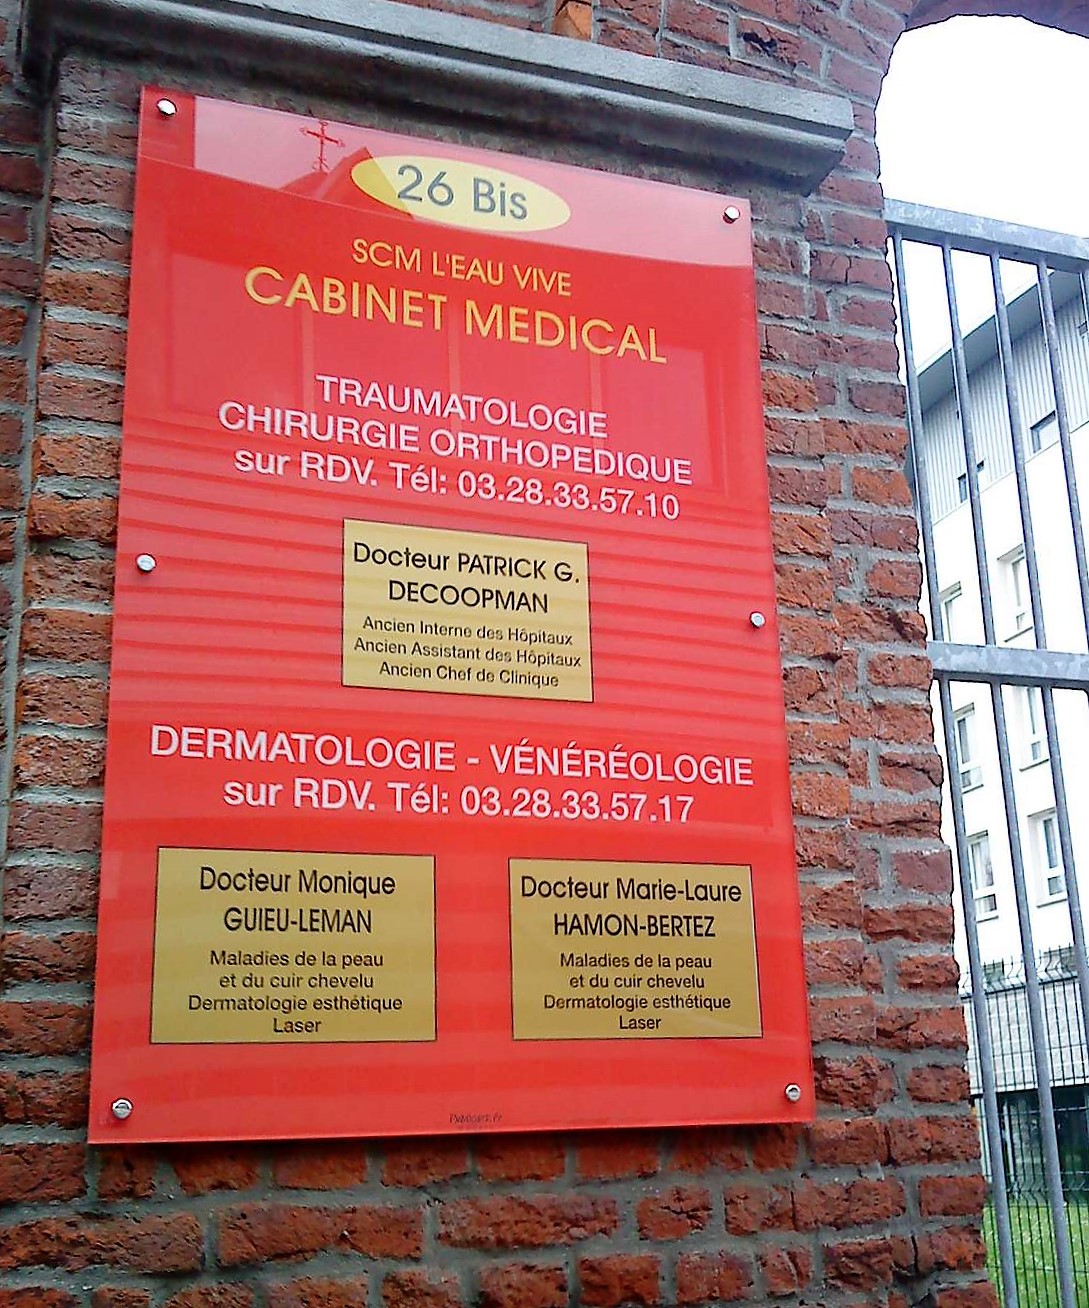 26 Bis
SCM L'EAU VIVE
CABINET MEDICAL
TRAUMATOLOGIE
CHIRURGIE ORTHOPEDIQUE
sur RDV. Tél: 03.28.33.57.10
Docteur PATRICK G.
DECOOPMAN
Ancien Interne des Hôpitaux
Ancien Assistant des Hôpitaux
Ancien Chef de Clinique
DERMATOLOGIE - VÉNÉRÉOLOGIE
sur RDV. Tél: 03.28.33.57.17
Docteur Monique
GUIEU-LEMAN
Maladies de la peau
et du cuir chevelu
Dermatologie esthétique
Laser
Docteur Marie-Laure
HAMON-BERTEZ
Maladies de la peau
et du cuir chevelu
Dermatologie esthétique
Laser